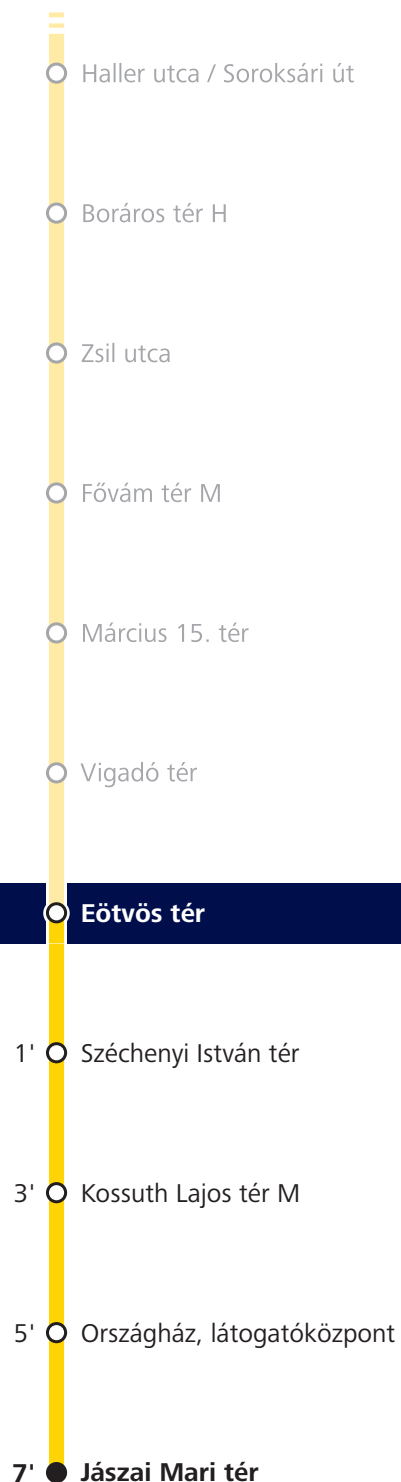 Haller utca / Soroksári út
Boráros tér H
Zsil utca
Fővám tér M
Március 15. tér
Vigadó tér
Eötvös tér
1' Széchenyi István tér
3' Kossuth Lajos tér M
5' Országház, látogatóközpont
7' Jászai Mari tér